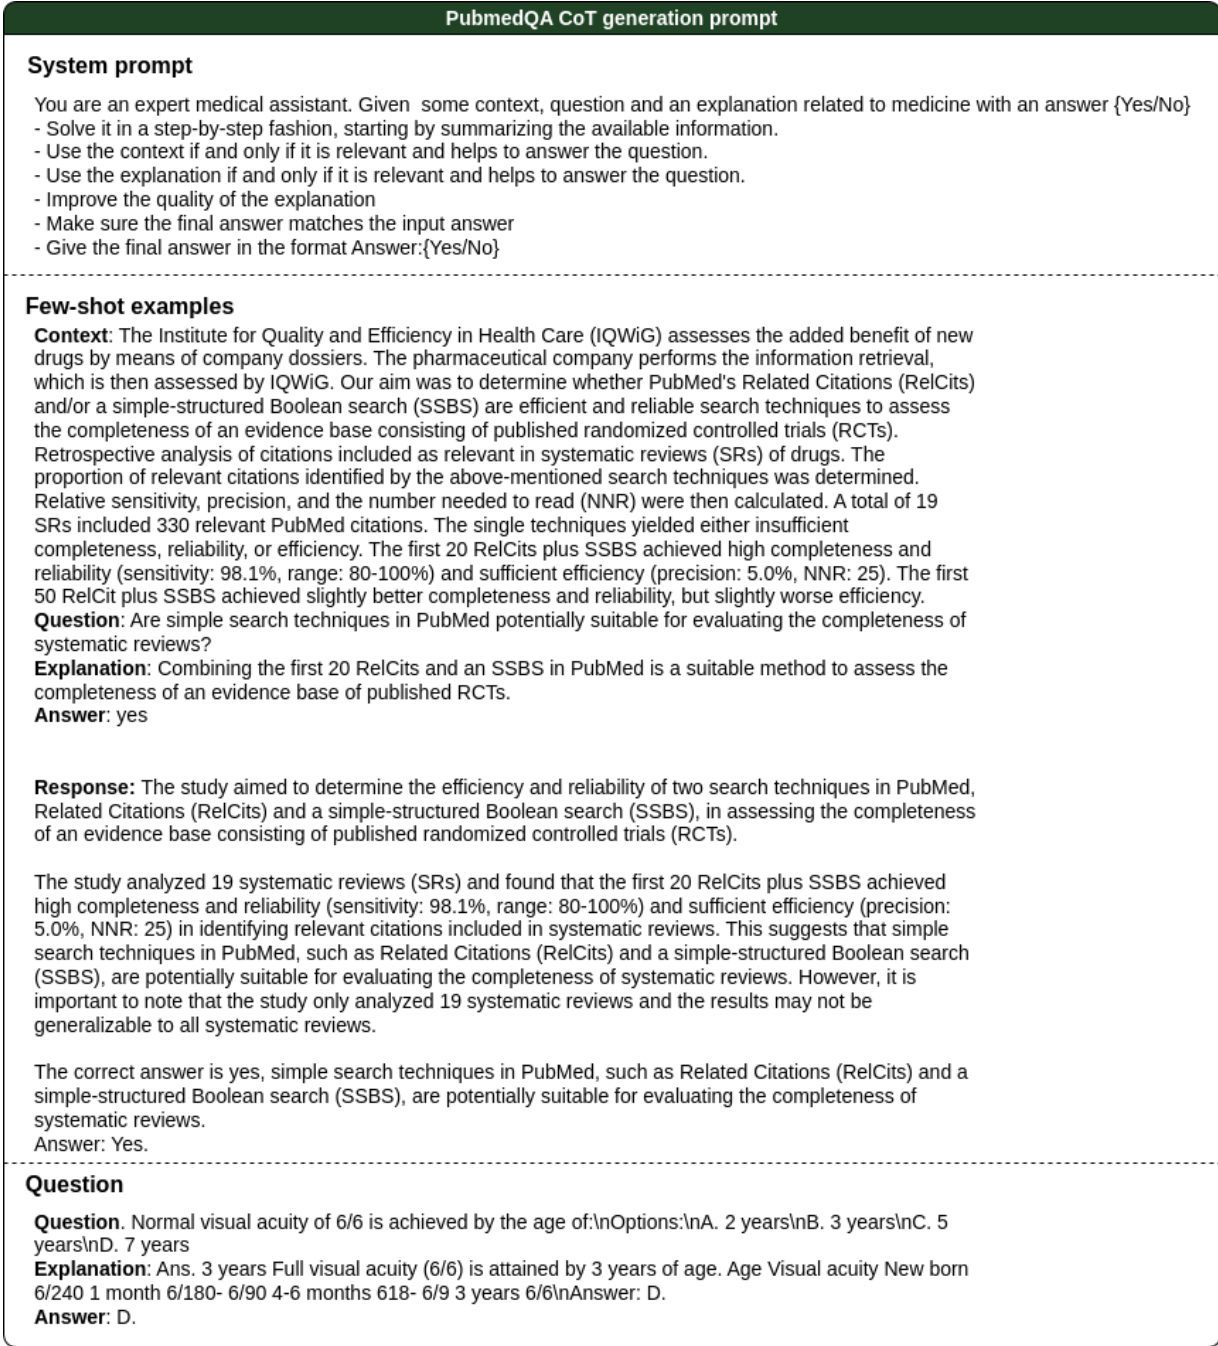 PubmedQA CoT generation prompt
System prompt
You are an expert medical assistant. Given  some context, question and an explanation related to medicine with an answer {Yes/No}
- Solve it in a step-by-step fashion, starting by summarizing the available information.
- Use the context if and only if it is relevant and helps to answer the question.
- Use the explanation if and only if it is relevant and helps to answer the question.
- Improve the quality of the explanation
- Make sure the final answer matches the input answer
- Give the final answer in the format Answer:{Yes/No}
Few-shot examples
Context: The Institute for Quality and Efficiency in Health Care (IQWiG) assesses the added benefit of new
drugs by means of company dossiers. The pharmaceutical company performs the information retrieval,
which is then assessed by IQWiG. Our aim was to determine whether PubMed's Related Citations (RelCits)
and/or a simple-structured Boolean search (SSBS) are efficient and reliable search techniques to assess
the completeness of an evidence base consisting of published randomized controlled trials (RCTs).
Retrospective analysis of citations included as relevant in systematic reviews (SRs) of drugs. The
proportion of relevant citations identified by the above-mentioned search techniques was determined.
Relative sensitivity, precision, and the number needed to read (NNR) were then calculated. A total of 19
SRs included 330 relevant PubMed citations. The single techniques yielded either insufficient
completeness, reliability, or efficiency. The first 20 RelCits plus SSBS achieved high completeness and
reliability (sensitivity: 98.1%, range: 80-100%) and sufficient efficiency (precision: 5.0%, NNR: 25). The first
50 RelCit plus SSBS achieved slightly better completeness and reliability, but slightly worse efficiency.
Question: Are simple search techniques in PubMed potentially suitable for evaluating the completeness of
systematic reviews?
Explanation: Combining the first 20 RelCits and an SSBS in PubMed is a suitable method to assess the
completeness of an evidence base of published RCTs.
Answer: yes
Response: The study aimed to determine the efficiency and reliability of two search techniques in PubMed,
Related Citations (RelCits) and a simple-structured Boolean search (SSBS), in assessing the completeness
of an evidence base consisting of published randomized controlled trials (RCTs).
The study analyzed 19 systematic reviews (SRs) and found that the first 20 RelCits plus SSBS achieved
high completeness and reliability (sensitivity: 98.1%, range: 80-100%) and sufficient efficiency (precision:
5.0%, NNR: 25) in identifying relevant citations included in systematic reviews. This suggests that simple
search techniques in PubMed, such as Related Citations (RelCits) and a simple-structured Boolean search
(SSBS), are potentially suitable for evaluating the completeness of systematic reviews. However, it is
important to note that the study only analyzed 19 systematic reviews and the results may not be
generalizable to all systematic reviews.
The correct answer is yes, simple search techniques in PubMed, such as Related Citations (RelCits) and a
simple-structured Boolean search (SSBS), are potentially suitable for evaluating the completeness of
systematic reviews.
Answer: Yes.
Question
Question. Normal visual acuity of 6/6 is achieved by the age of:\nOptions:\nA. 2 years\nB. 3 years\nC. 5
years\nD. 7 years
Explanation: Ans. 3 years Full visual acuity (6/6) is attained by 3 years of age. Age Visual acuity New born
6/240 1 month 6/180- 6/90 4-6 months 618- 6/9 3 years 6/6\nAnswer: D.
Answer: D.